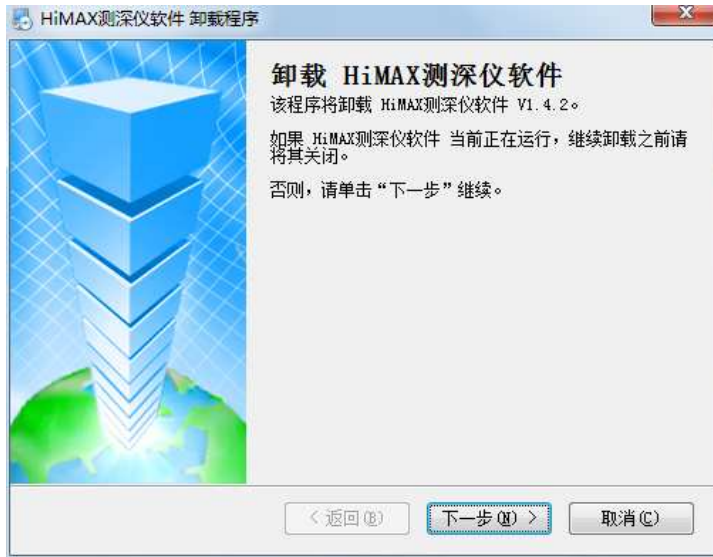 HiMAX测深仪软件 卸载程序
卸载 HiMAX测深仪软件
该程序将卸载 HiMAX测深仪软件 V1.4.2。
如果 HiMAX测深仪软件 当前正在运行，继续卸载之前请
将其关闭。
否则，请单击“下一步”继续。
< 返回(B)
下一步(N) >
取消(C)